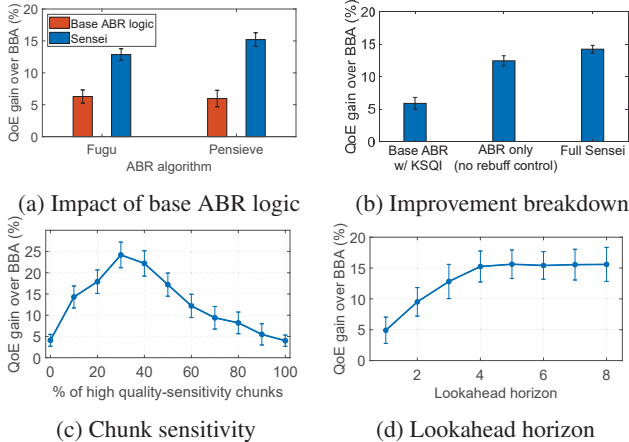 QoE gain over BBA (%)
20
15
10
5
0
Base ABR logic
Sensei
Fugu
Pensieve
ABR algorithm
(a) Impact of base ABR logic
QoE gain over BBA (%)
20
15
10
5
0
Base ABR
w/ KSQI
ABR only
(no rebuff control)
Full Sensei
(b) Improvement breakdown
QoE gain over BBA (%)
25
20
15
10
5
0
0
20
40
60
80
100
% of high quality-sensitivity chunks
(c) Chunk sensitivity
QoE gain over BBA (%)
20
15
10
5
0
2
4
6
8
Lookahead horizon
(d) Lookahead horizon